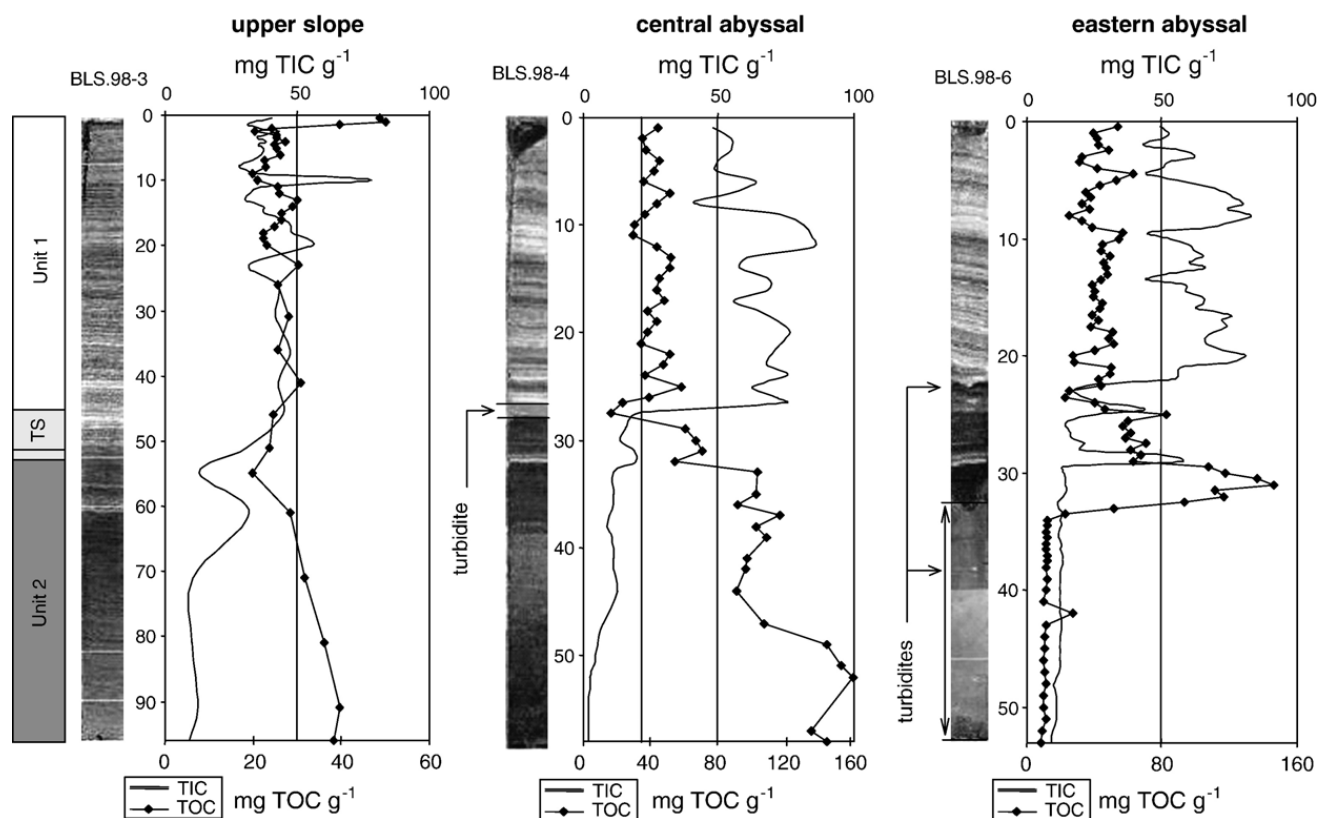 upper slope
mg TIC g-1
BLS.98-3
0 50 100
0
10
20
30
40
50
60
70
80
90
0 20 40 60
mg TOC g-1
TIC
TOC
Unit 1
TS
Unit 2
central abyssal
mg TIC g-1
BLS.98-4
0 50 100
0
10
20
30
40
50
0 40 80 120 160
mg TOC g-1
TIC
TOC
turbidite
eastern abyssal
mg TIC g-1
BLS.98-6
0 50 100
0
10
20
30
40
50
0 80 160
mg TOC g-1
TIC
TOC
turbidites